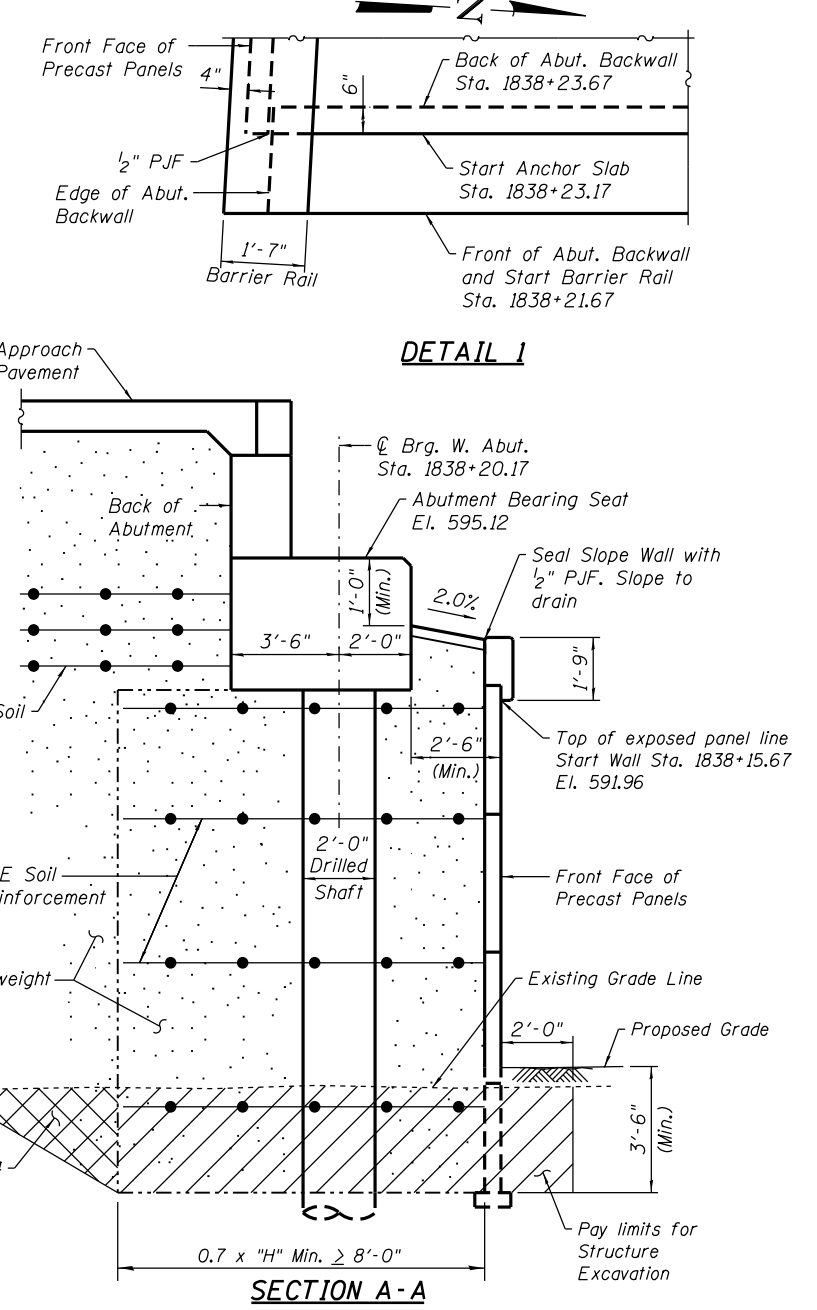 Front Face of
Precast Panels
4"
6"
Back of Abut. Backwall
Sta. 1838+23.67
½" PJF
Edge of Abut.
Backwall
Start Anchor Slab
Sta. 1838+23.17
1'-7"
Barrier Rail
Front of Abut. Backwall
and Start Barrier Rail
Sta. 1838+21.67
DETAIL 1
Approach
Pavement
℄ Brg. W. Abut.
Sta. 1838+20.17
Back of
Abutment
Abutment Bearing Seat
El. 595.12
Seal Slope Wall with
½" PJF. Slope to
drain
1'-0"
(Min.)
2.0%
3'-6"
2'-0"
1'-9"
Soil
2'-6"
(Min.)
Top of exposed panel line
Start Wall Sta. 1838+15.67
El. 591.96
2'-0"
Drilled
Shaft
E Soil
inforcement
Front Face of
Precast Panels
weight
Existing Grade Line
2'-0"
Proposed Grade
3'-6"
(Min.)
Pay limits for
Structure
Excavation
0.7 x "H" Min. ≥ 8'-0"
SECTION A-A